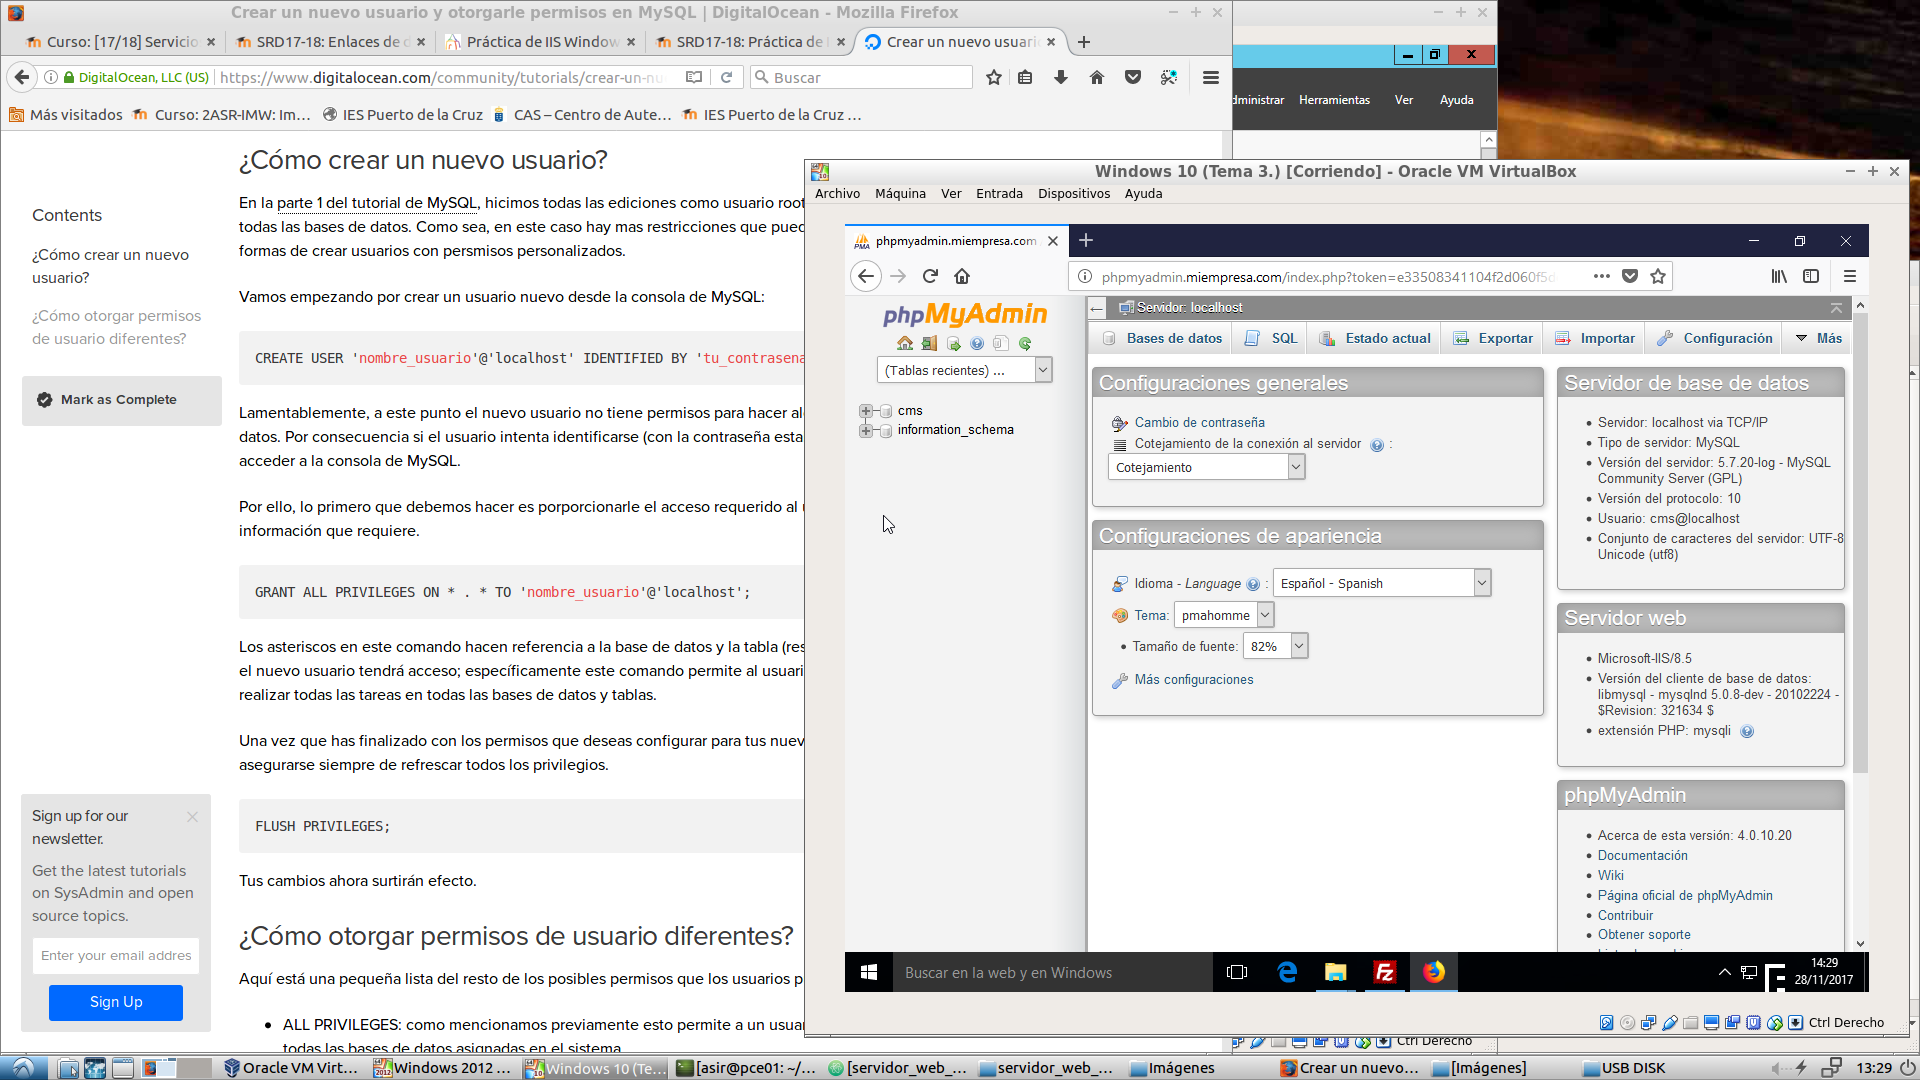 Crear un nuevo usuario y otorgarle permisos en MySQL | DigitalOcean - Mozilla Firefox
Curso: [17/18] Servicio
SRD17-18: Enlaces de
Práctica de IIS Window
SRD17-18: Práctica de
Crear un nuevo usuari
DigitalOcean, LLC (US)
https://www.digitalocean.com/community/tutorials/crear-un-nu
Buscar
Más visitados
Curso: 2ASR-IMW: Im...
IES Puerto de la Cruz
CAS – Centro de Aute...
IES Puerto de la Cruz ...
Contents
¿Cómo crear un nuevo
usuario?
¿Cómo otorgar permisos
de usuario diferentes?
Mark as Complete
Sign up for our
newsletter.
Get the latest tutorials
on SysAdmin and open
source topics.
Enter your email addres
Sign Up
¿Cómo crear un nuevo usuario?
En la parte 1 del tutorial de MySQL, hicimos todas las ediciones como usuario root
todas las bases de datos. Como sea, en este caso hay mas restricciones que pued
formas de crear usuarios con persmisos personalizados.
Vamos empezando por crear un usuario nuevo desde la consola de MySQL:
CREATE USER 'nombre_usuario'@'localhost' IDENTIFIED BY 'tu_contrasena
Lamentablemente, a este punto el nuevo usuario no tiene permisos para hacer al
datos. Por consecuencia si el usuario intenta identificarse (con la contraseña esta
acceder a la consola de MySQL.
Por ello, lo primero que debemos hacer es porporcionarle el acceso requerido al
información que requiere.
GRANT ALL PRIVILEGES ON * . * TO 'nombre_usuario'@'localhost';
Los asteriscos en este comando hacen referencia a la base de datos y la tabla (res
el nuevo usuario tendrá acceso; específicamente este comando permite al usuari
realizar todas las tareas en todas las bases de datos y tablas.
Una vez que has finalizado con los permisos que deseas configurar para tus nuev
asegurarse siempre de refrescar todos los privilegios.
FLUSH PRIVILEGES;
Tus cambios ahora surtirán efecto.
¿Cómo otorgar permisos de usuario diferentes?
Aquí está una pequeña lista del resto de los posibles permisos que los usuarios p
ALL PRIVILEGES: como mencionamos previamente esto permite a un usuar
todas las bases de datos asignadas en el sistema
dministrar Herramientas Ver Ayuda
Windows 10 (Tema 3.) [Corriendo] - Oracle VM VirtualBox
Archivo Máquina Ver Entrada Dispositivos Ayuda
phpmyadmin.miempresa.com
phpmyadmin.miempresa.com/index.php?token=e33508341104f2d060f5d
phpMyAdmin
(Tablas recientes) ...
cms
information_schema
Servidor: localhost
Bases de datos
SQL
Estado actual
Exportar
Importar
Configuración
Más
Configuraciones generales
Cambio de contraseña
Cotejamiento de la conexión al servidor :
Cotejamiento
Configuraciones de apariencia
Idioma - Language : Español - Spanish
Tema: pmahomme
Tamaño de fuente: 82%
Más configuraciones
Servidor de base de datos
Servidor: localhost via TCP/IP
Tipo de servidor: MySQL
Versión del servidor: 5.7.20-log - MySQL
Community Server (GPL)
Versión del protocolo: 10
Usuario: cms@localhost
Conjunto de caracteres del servidor: UTF-8
Unicode (utf8)
Servidor web
Microsoft-IIS/8.5
Versión del cliente de base de datos:
libmysql - mysqlnd 5.0.8-dev - 20102224 -
$Revision: 321634 $
extensión PHP: mysqli
phpMyAdmin
Acerca de esta versión: 4.0.10.20
Documentación
Wiki
Página oficial de phpMyAdmin
Contribuir
Obtener soporte
Buscar en la web y en Windows
14:29
28/11/2017
Ctrl Derecho
Ctrl Derecho
Oracle VM Virt...
Windows 2012 ...
Windows 10 (Te...
[asir@pce01: ~/...
[servidor_web_...
servidor_web_...
Imágenes
Crear un nuevo...
[Imágenes]
USB DISK
13:29